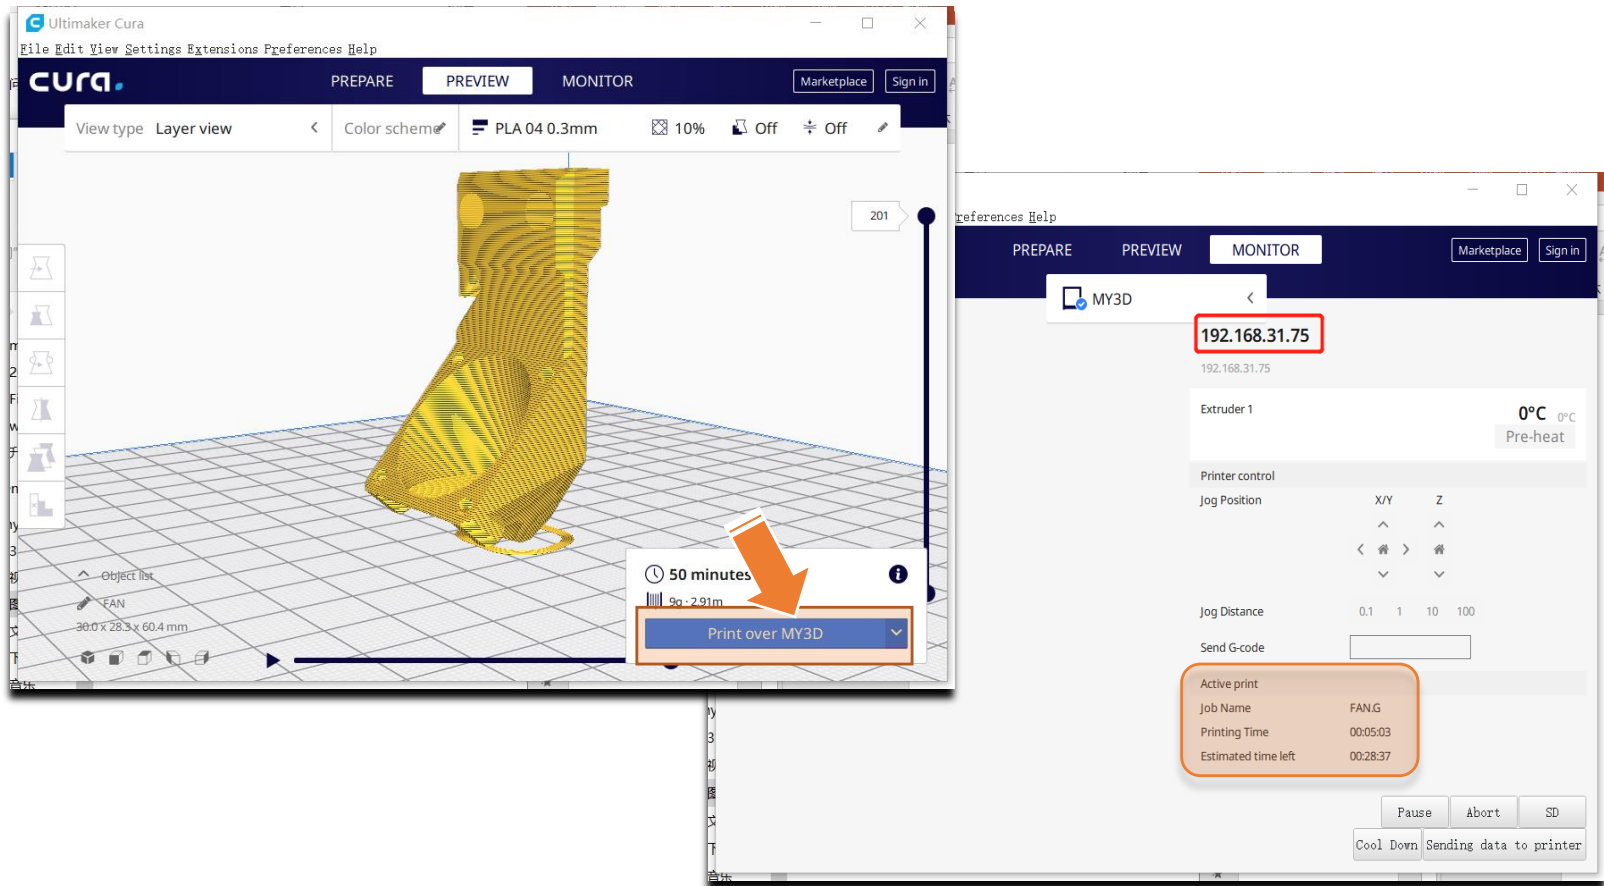 Ultimaker Cura
File Edit View Settings Extensions Preferences Help
cura.
PREPARE
PREVIEW
MONITOR
Marketplace
Sign in
View type Layer view
Color scheme
PLA 04 0.3mm
10%
Off
Off
201
Object list
FAN
30.0 x 28.3 x 60.4 mm
50 minutes
9g · 2.91m
Print over MY3D
音乐
references Help
PREPARE
PREVIEW
MONITOR
Marketplace
Sign in
MY3D
192.168.31.75
192.168.31.75
Extruder 1
0°C 0°C
Pre-heat
Printer control
Jog Position X/Y Z
Jog Distance 0.1 1 10 100
Send G-code
Active print
Job Name FAN.G
Printing Time 00:05:03
Estimated time left 00:28:37
Pause Abort SD
Cool Down Sending data to printer
音乐